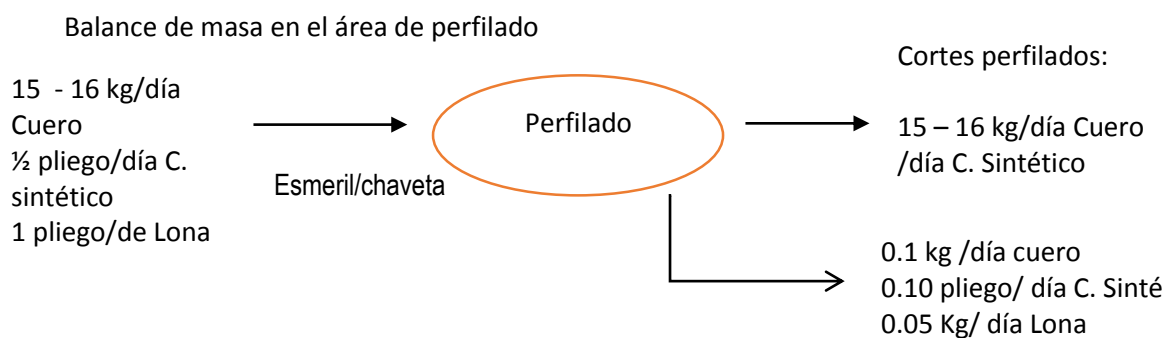 Balance de masa en el área de perfilado
15 - 16 kg/día
Cuero
½ pliego/día C.
sintético
1 pliego/de Lona
Esmeril/chaveta
Perfilado
Cortes perfilados:
15 – 16 kg/día Cuero
/día C. Sintético
0.1 kg /día cuero
0.10 pliego/ día C. Sinté
0.05 Kg/ día Lona